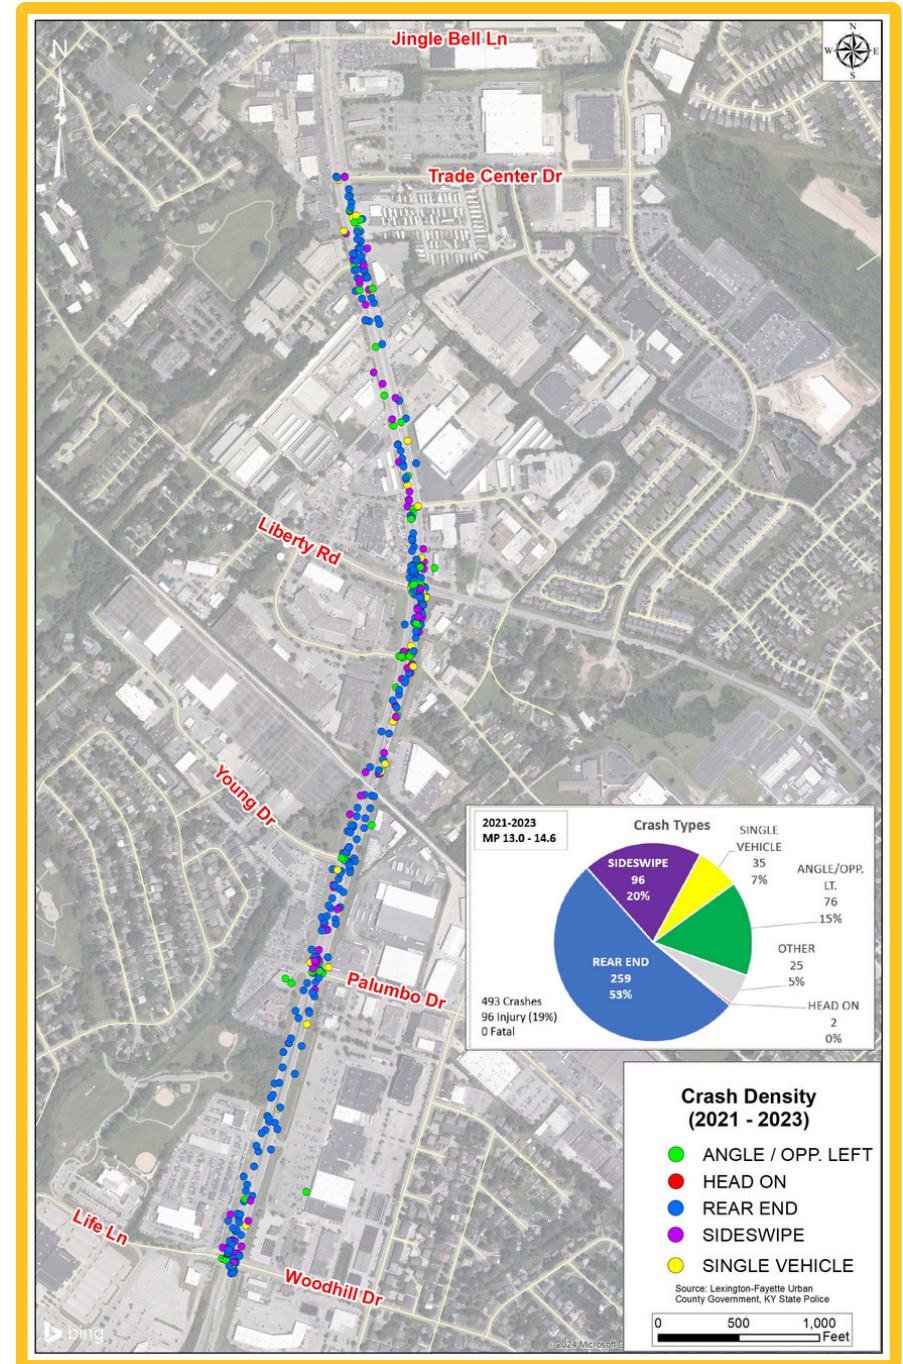 Jingle Bell Ln
N
N
W
E
S
Trade Center Dr
Liberty Rd
Young Dr
2021-2023
MP 13.0 - 14.6
Crash Types
SINGLE
VEHICLE
35
7%
SIDESWIPE
96
20%
ANGLE/OPP.
LT.
76
15%
OTHER
25
5%
REAR END
259
53%
HEAD ON
2
0%
493 Crashes
96 Injury (19%)
0 Fatal
Palumbo Dr
Crash Density
(2021 - 2023)
ANGLE / OPP. LEFT
HEAD ON
REAR END
SIDESWIPE
SINGLE VEHICLE
Source: Lexington-Fayette Urban
County Government, KY State Police
0 500 1,000
Feet
Life Ln
Woodhill Dr
bing
© 2024 Microsoft